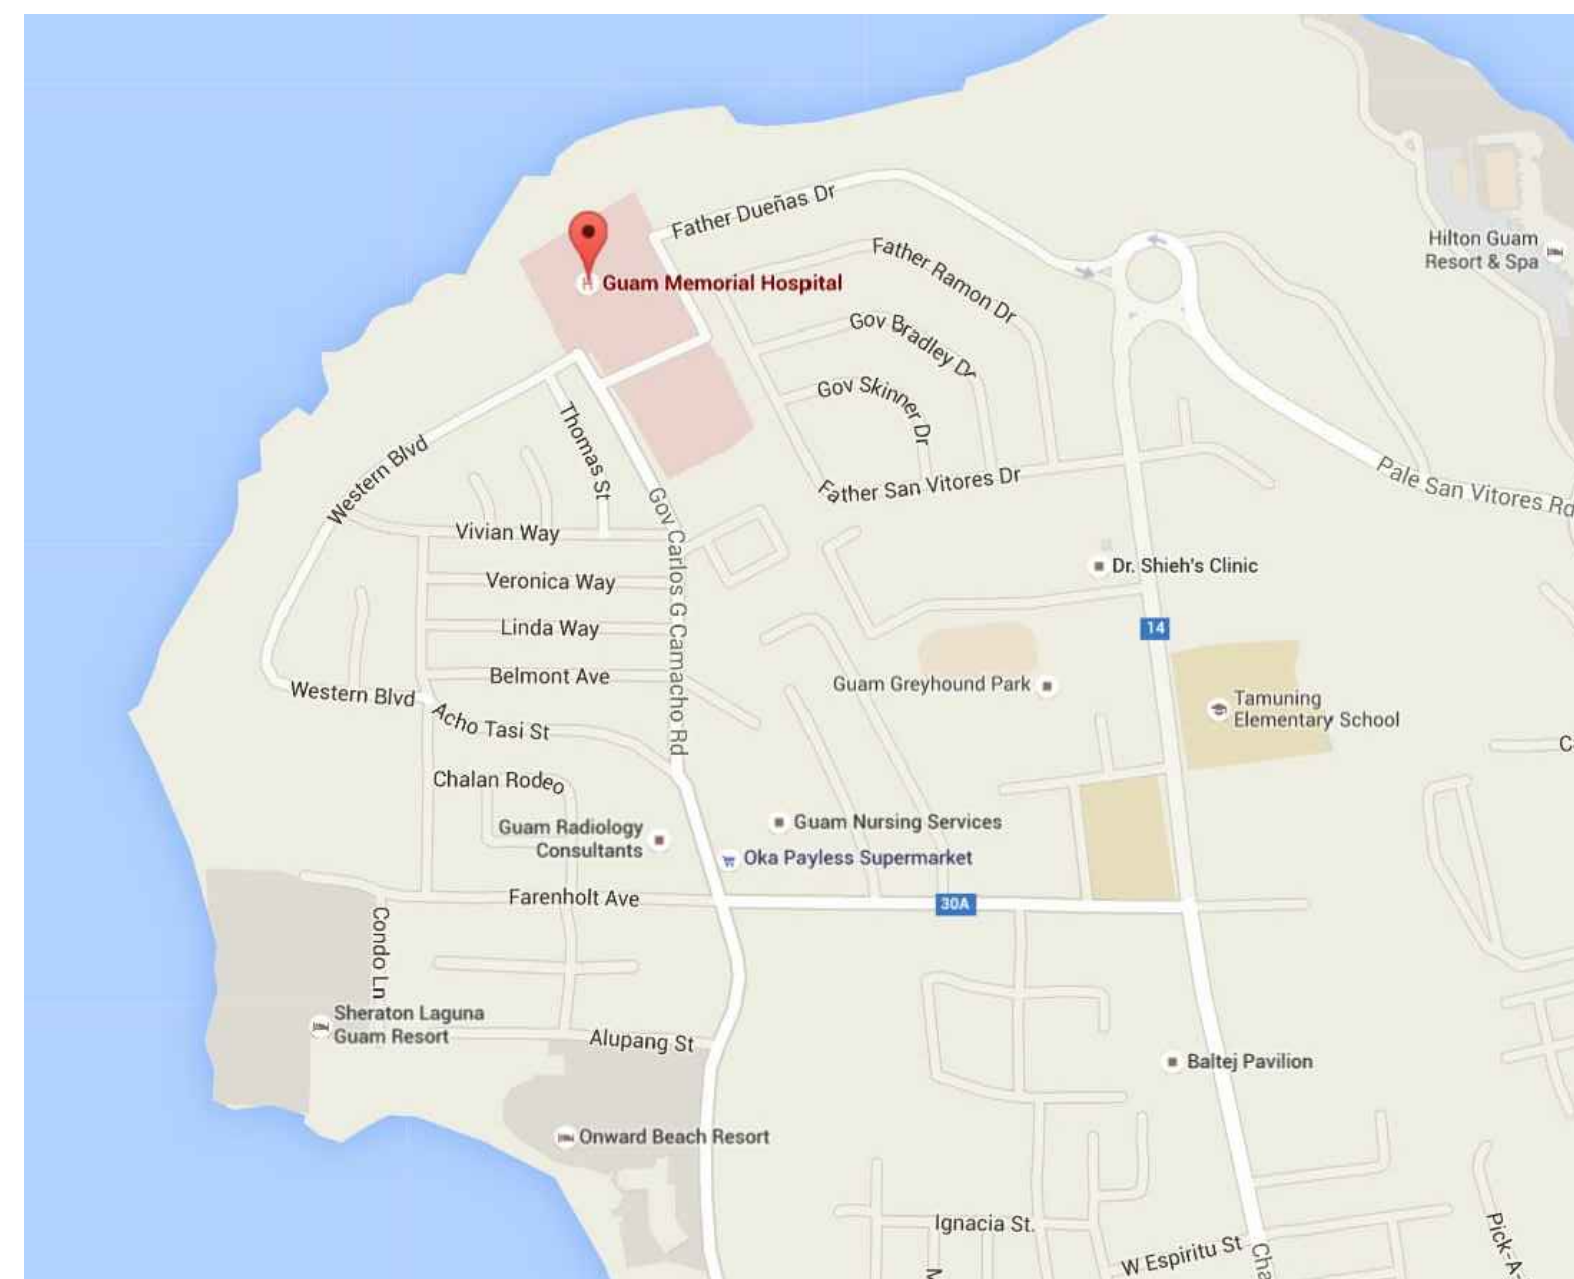 Father Dueñas Dr
Hilton Guam
Resort & Spa
Father Ramon Dr
H
Guam Memorial Hospital
Gov Bradley Dr
Gov Skinner Dr
Thomas St
Western Blvd
Father San Vitores Dr
Pale San Vitores Rd
Gov Carlos G Camacho Rd
Vivian Way
Dr. Shieh's Clinic
Veronica Way
Linda Way
14
Belmont Ave
Guam Greyhound Park
Western Blvd
Tamuning
Elementary School
Acho Tasi St
C
Chalan Rodeo
Guam Radiology
Consultants
Guam Nursing Services
Oka Payless Supermarket
Farenholt Ave
30A
Condo Ln
Sheraton Laguna
Guam Resort
Alupang St
Baltej Pavilion
Onward Beach Resort
Ignacia St.
W Espiritu St
Cha
Pick-A-